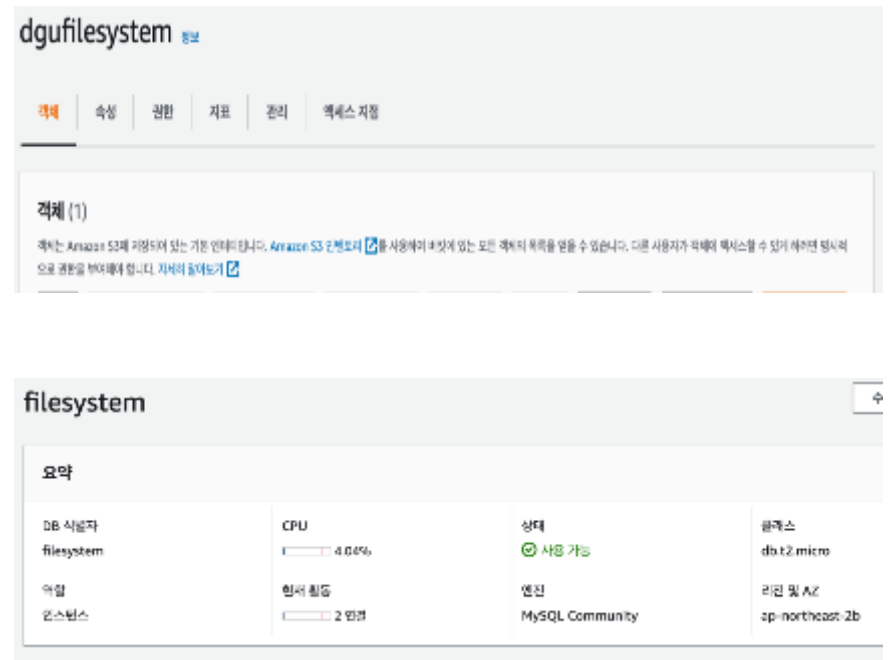 dgufilesystem 정보
객체 속성 권한 지표 관리 액세스 지점
객체 (1)
객체는 Amazon S3에 저장되어 있는 기본 엔터티입니다. Amazon S3 인벤토리 를 사용하여 버킷에 있는 모든 객체의 목록을 얻을 수 있습니다. 다른 사용자가 객체에 액세스할 수 있게 하려면 명시적
으로 권한을 부여해야 합니다. 자세히 알아보기
filesystem
요약
DB 식별자 CPU 상태 클래스
filesystem 4.04% 사용 가능 db.t2.micro
역할 현재 활동 엔진 리전 및 AZ
인스턴스 2 연결 MySQL Community ap-northeast-2b